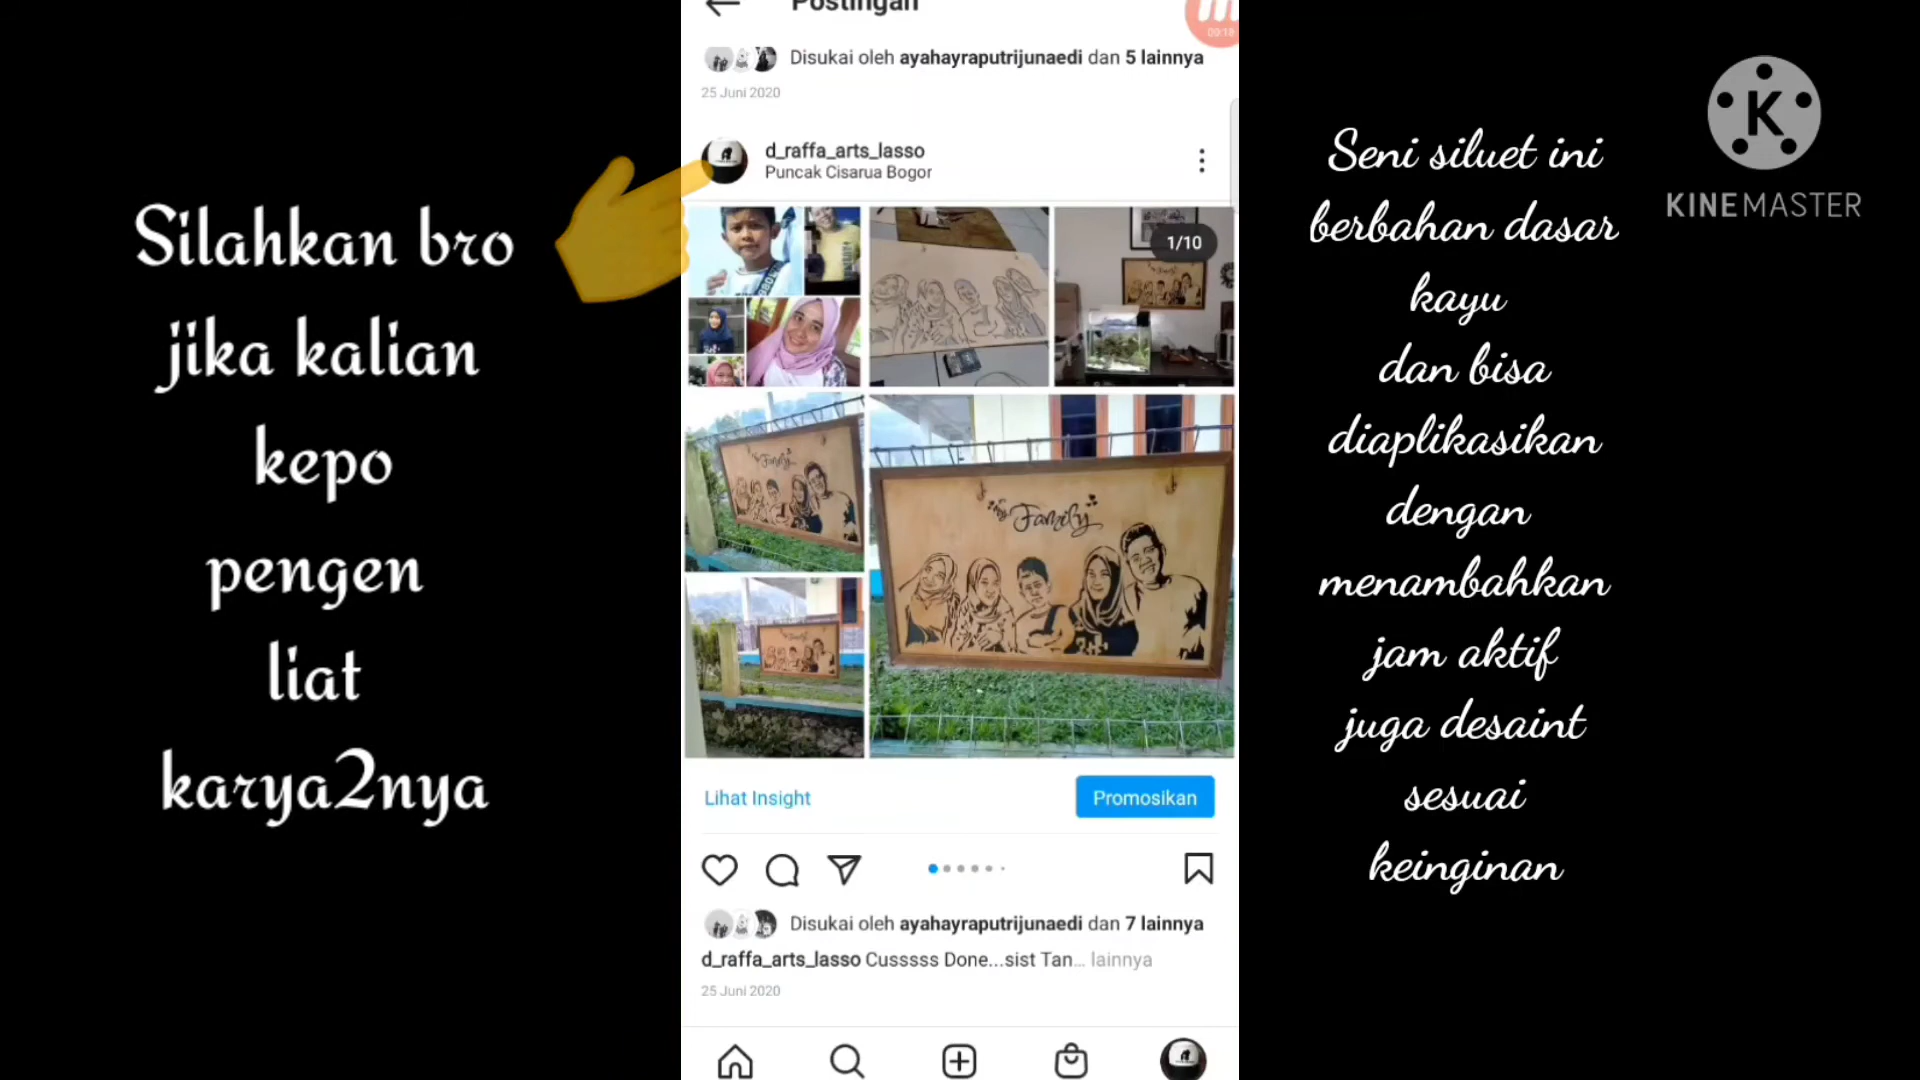 Silahkan bro
jika kalian
kepo
pengen
liat
karya2nya
Postingan
09:18
Disukai oleh ayahayraputrijunaedi dan 5 lainnya
25 Juni 2020
d_raffa_arts_lasso
Puncak Cisarua Bogor
1/10
My
Family
Lihat Insight
Promosikan
Disukai oleh ayahayraputrijunaedi dan 7 lainnya
d_raffa_arts_lasso Cusssss Done...sist Tan... lainnya
25 Juni 2020
Seni siluet ini
berbahan dasar
kayu
dan bisa
diaplikasikan
dengan
menambahkan
jam aktif
juga desaint
sesuai
keinginan
K
KINEMASTER